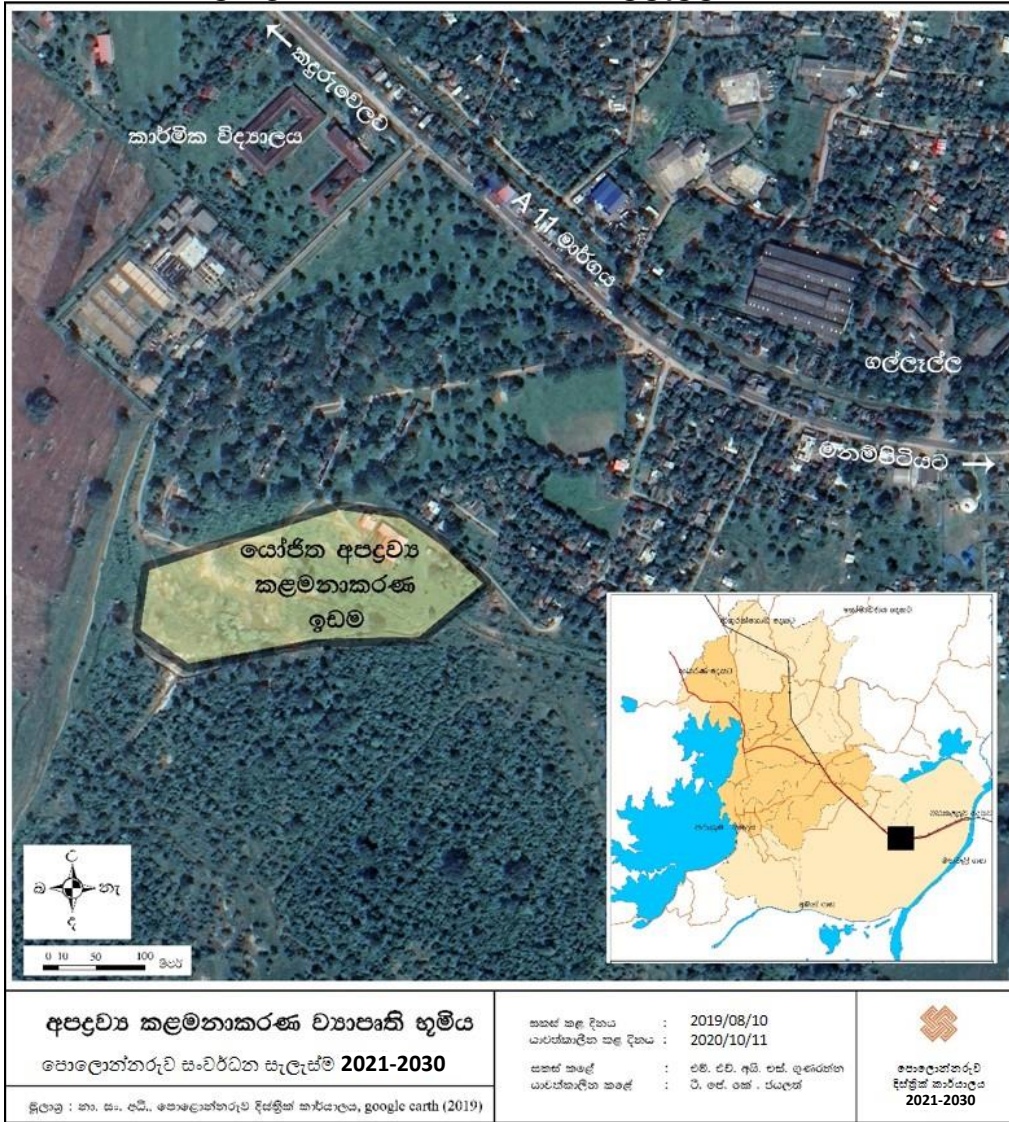 කදුරුවෙලට
කාර්මික විද්‍යාලය
A 11 මාර්ගය
ගල්ලෑල්ල
මනම්පිටියට
යෝජිත අපද්‍රව්‍ය
කළමනාකරණ
ඉඩම
උ
බ නැ
ද
0 10 50 100 මීටර්
අපද්‍රව්‍ය කළමනාකරණ ව්‍යාපෘති භූමිය
පොලොන්නරුව සංවර්ධන සැලැස්ම 2021-2030
මූලාශ්‍ර : නා. සං. අධි., පොළොන්නරුව දිස්ත්‍රික් කාර්යාලය, google earth (2019)
සකස් කළ දිනය : 2019/08/10
යාවත්කාලීන කළ දිනය : 2020/10/11
සකස් කළේ : එම්. එච්. අයි. එස්. ගුණරත්න
යාවත්කාලීන කළේ : ටී. ජේ. කේ . ජයලත්
පොලොන්නරුව
දිස්ත්‍රික් කාර්යාලය
2021-2030